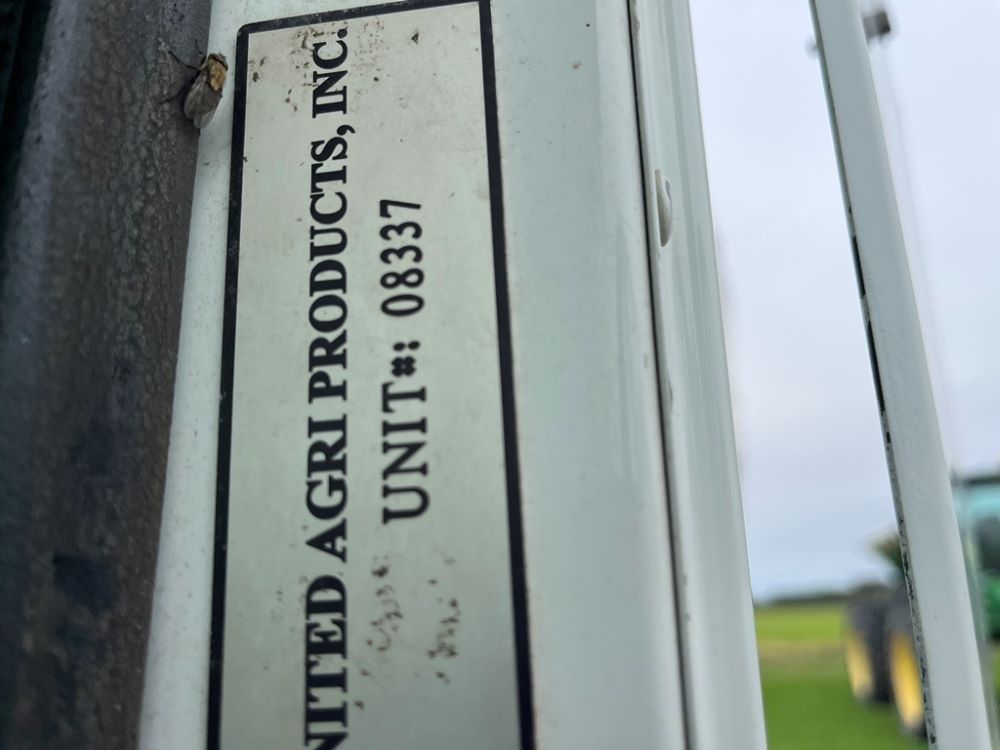 NITED AGRI PRODUCTS, INC.
UNIT#: 08337